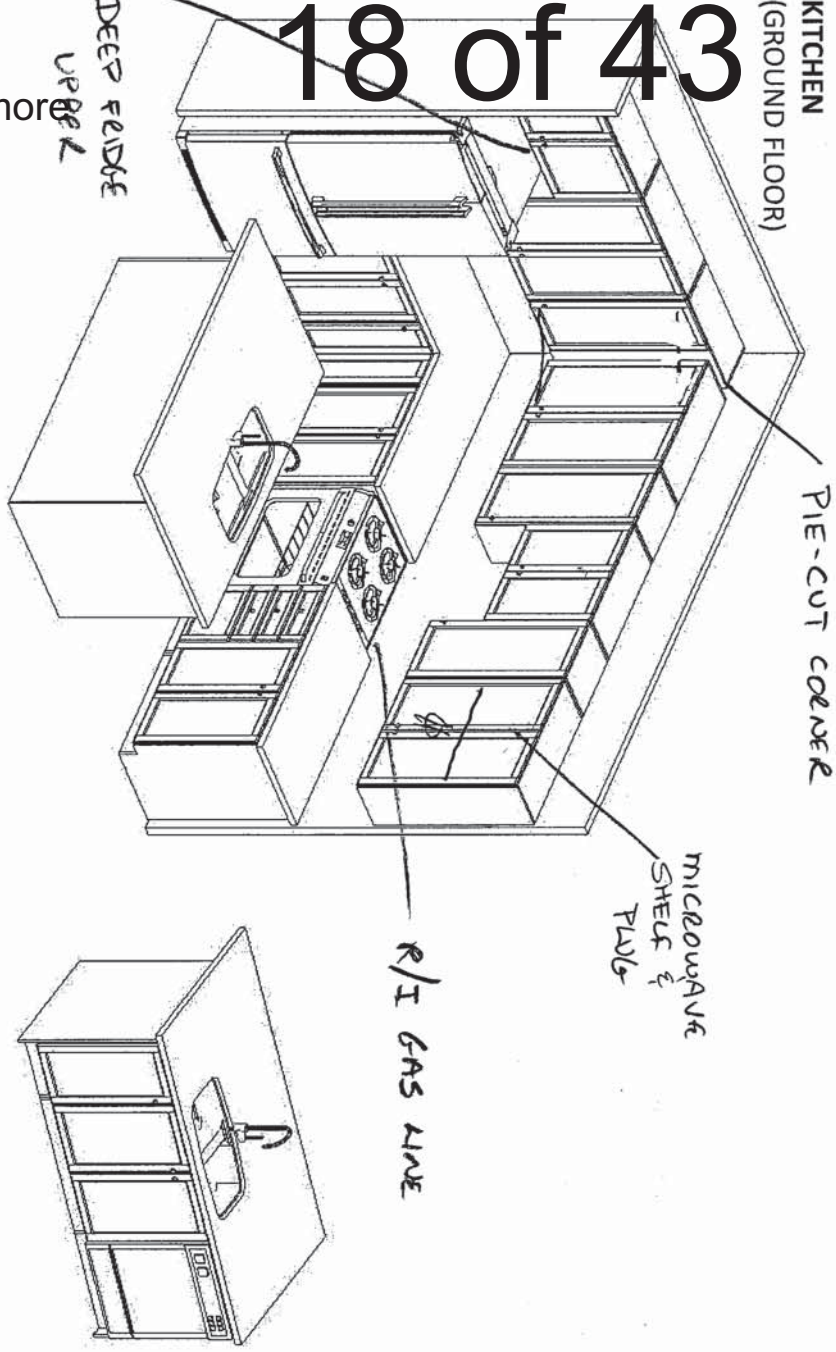 18 of 43
more
KITCHEN
(GROUND FLOOR)
DEEP FRIDGE
UPPER
PIE-CUT CORNER
MICROWAVE
SHELF &
PLUG
R/I GAS LINE